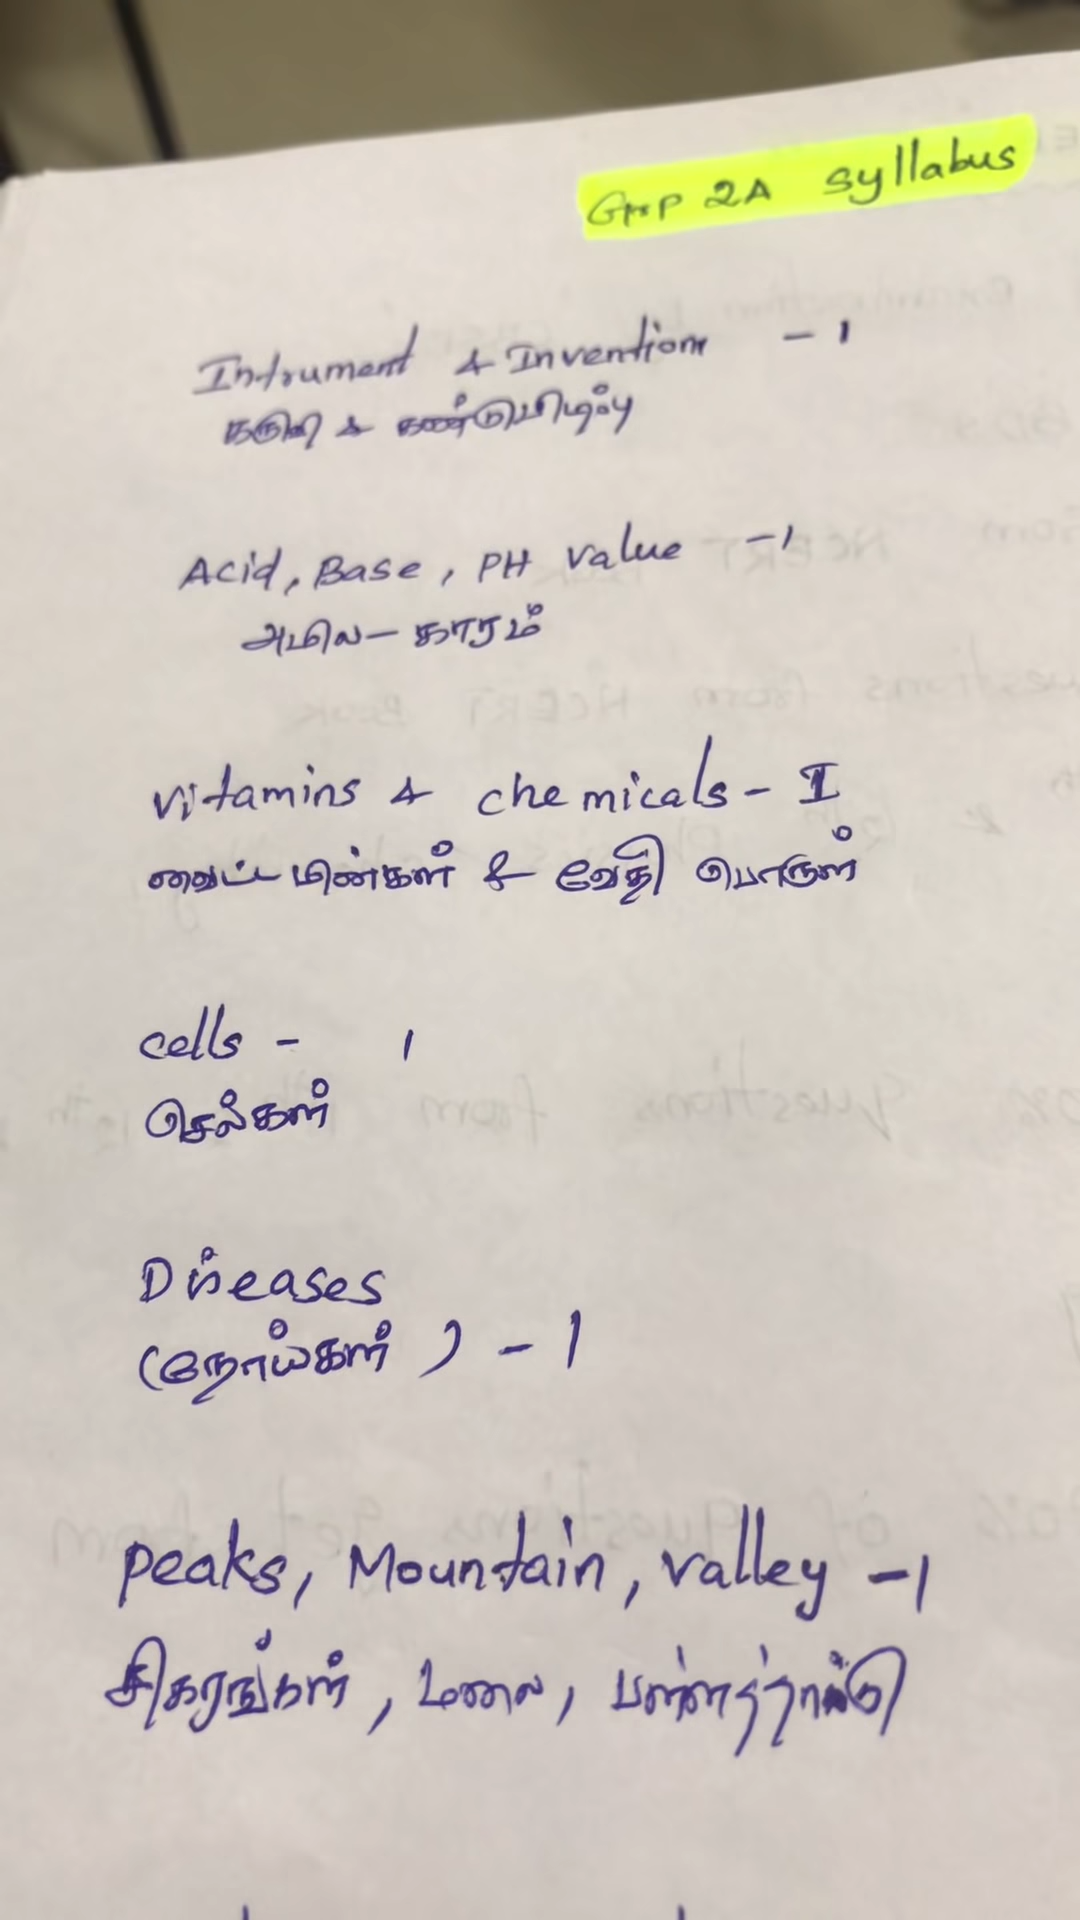 Grp 2A syllabus
Intrument & Invention - 1
கருவி & கண்டுபிடிப்பு
Acid, Base, PH value - 1
அமில - காரம்
vitamins & chemicals - I
வைட்டமின்கள் & வேதி பொருள்
cells - 1
செல்கள்
Diseases
(நோய்கள்) - 1
Peaks, Mountain, valley - 1
சிகரங்கள், மலை, பள்ளத்தாக்கு